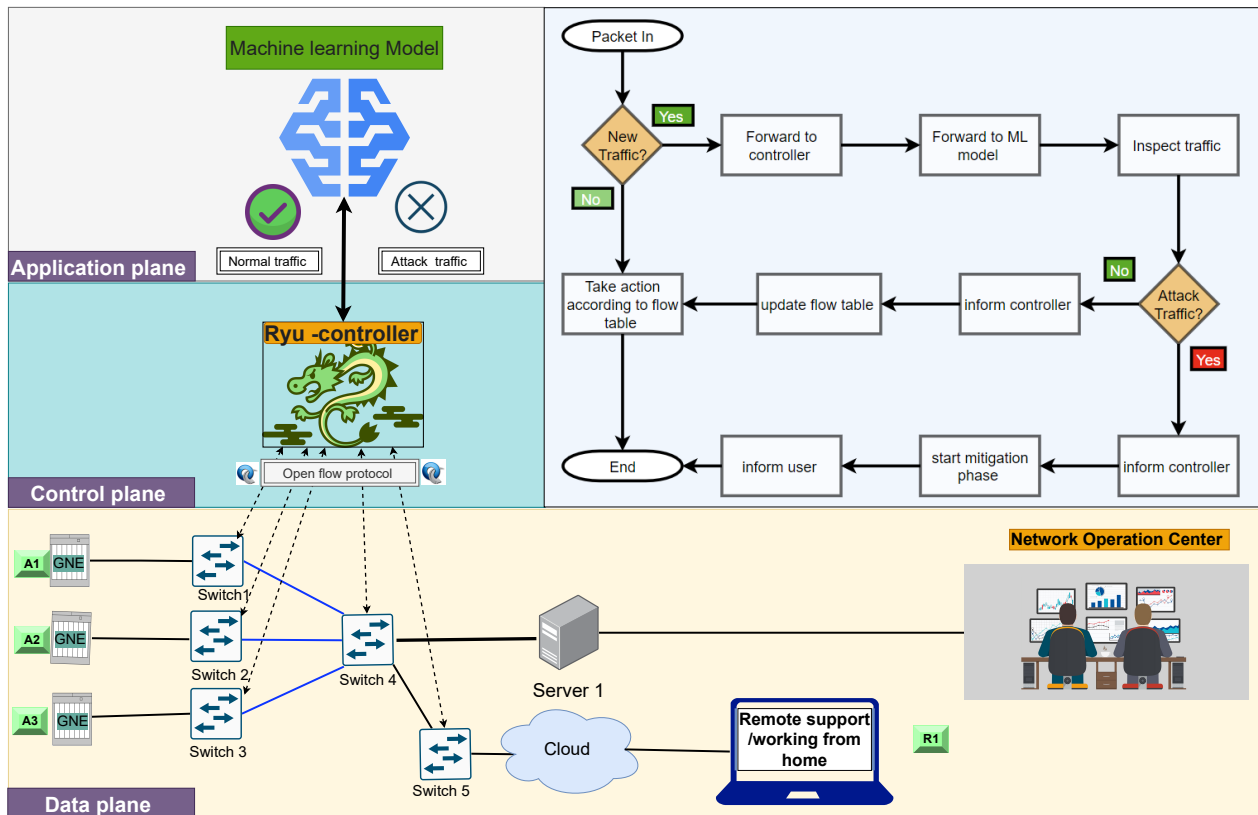 Machine learning Model
Normal traffic
Attack traffic
Application plane
Ryu -controller
Open flow protocol
Control plane
Packet In
New
Traffic?
Yes
No
Forward to
controller
Forward to ML
model
Inspect traffic
Attack
Traffic?
No
Yes
inform controller
update flow table
Take action
according to flow
table
inform controller
start mitigation
phase
inform user
End
A1
GNE
Switch1
A2
GNE
Switch 2
A3
GNE
Switch 3
Switch 4
Server 1
Switch 5
Cloud
Remote support
/working from
home
R1
Network Operation Center
Data plane